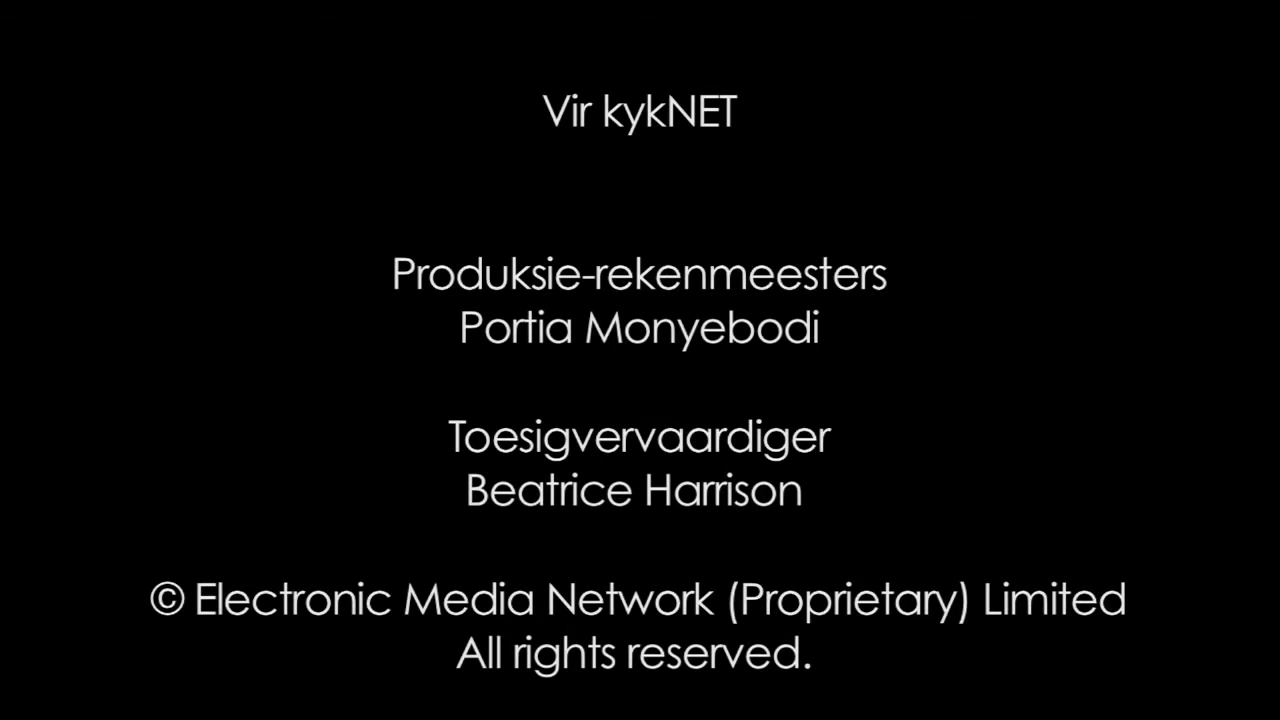 Vir kykNET
Produksie-rekenmeesters
Portia Monyebodi
Toesigvervaardiger
Beatrice Harrison
© Electronic Media Network (Proprietary) Limited
All rights reserved.